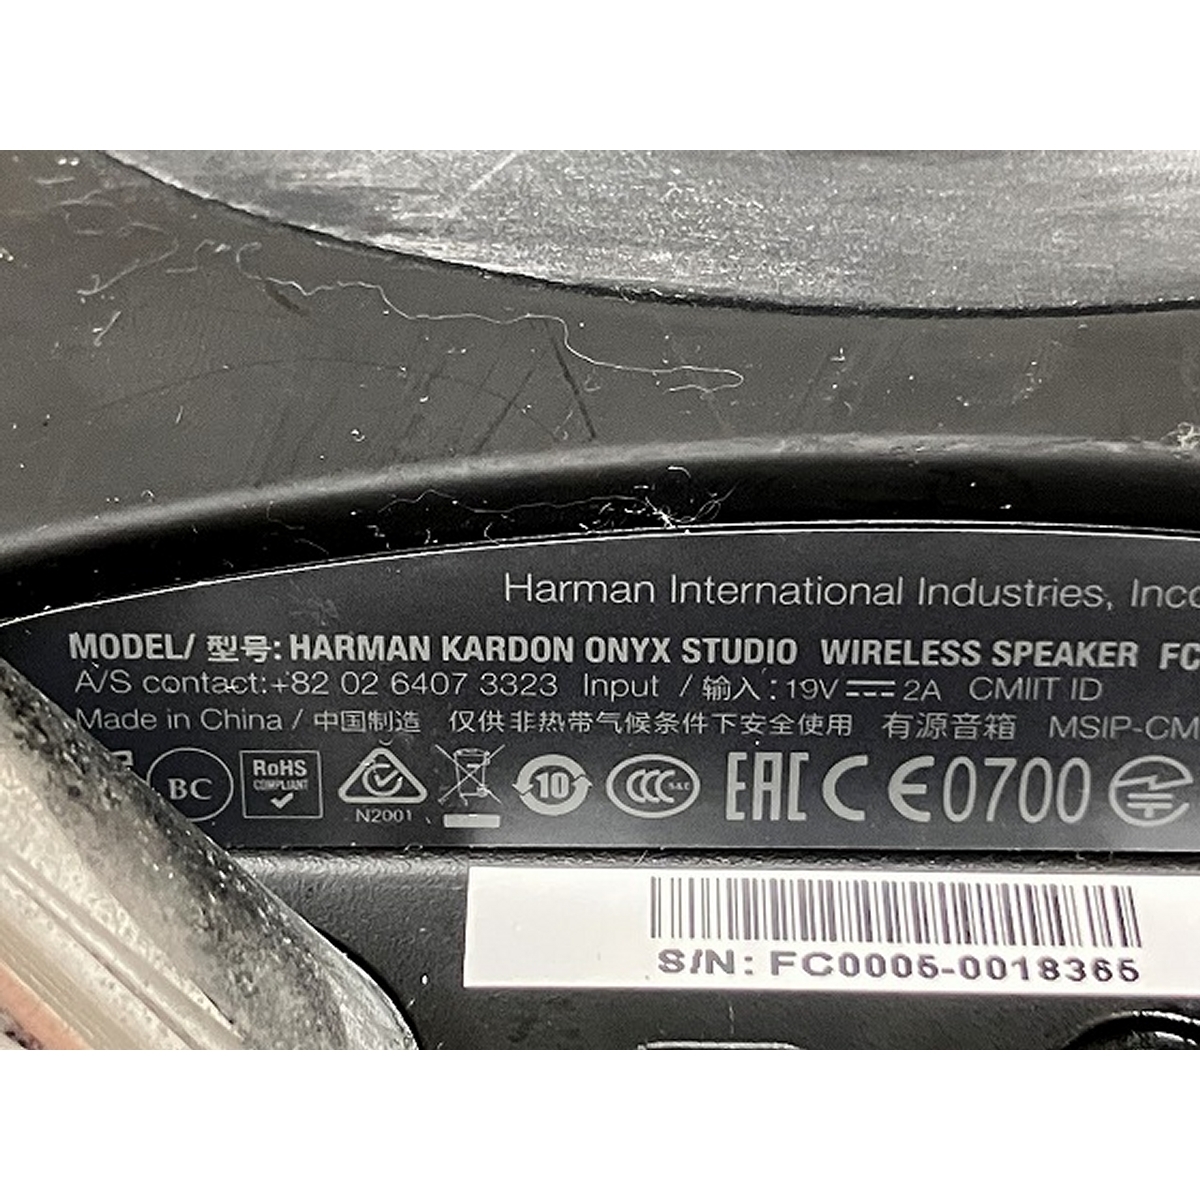 Harman International Industries,
MODEL/ 型号: HARMAN KARDON ONYX STUDIO WIRELESS SPEAKER FC
A/S contact:+82 02 6407 3323 Input / 输入: 19V 2A CMIIT ID
Made in China / 中国制造 仅供非热带气候条件下安全使用 有源音箱 MSIP-CM
BC RoHS COMPLIANT N2001 10 CCC S&E EAC CE0700
S/N: FC0005-0018365